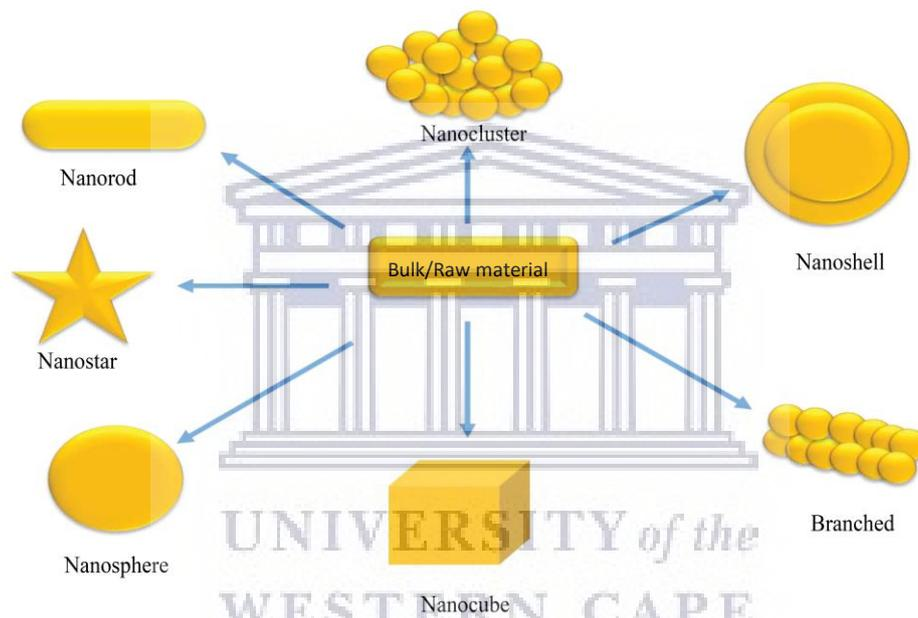 Nanocluster
Nanorod
Bulk/Raw material
Nanoshell
Nanostar
Branched
Nanosphere
UNIVERSITY of the
WESTERN CAPE
Nanocube